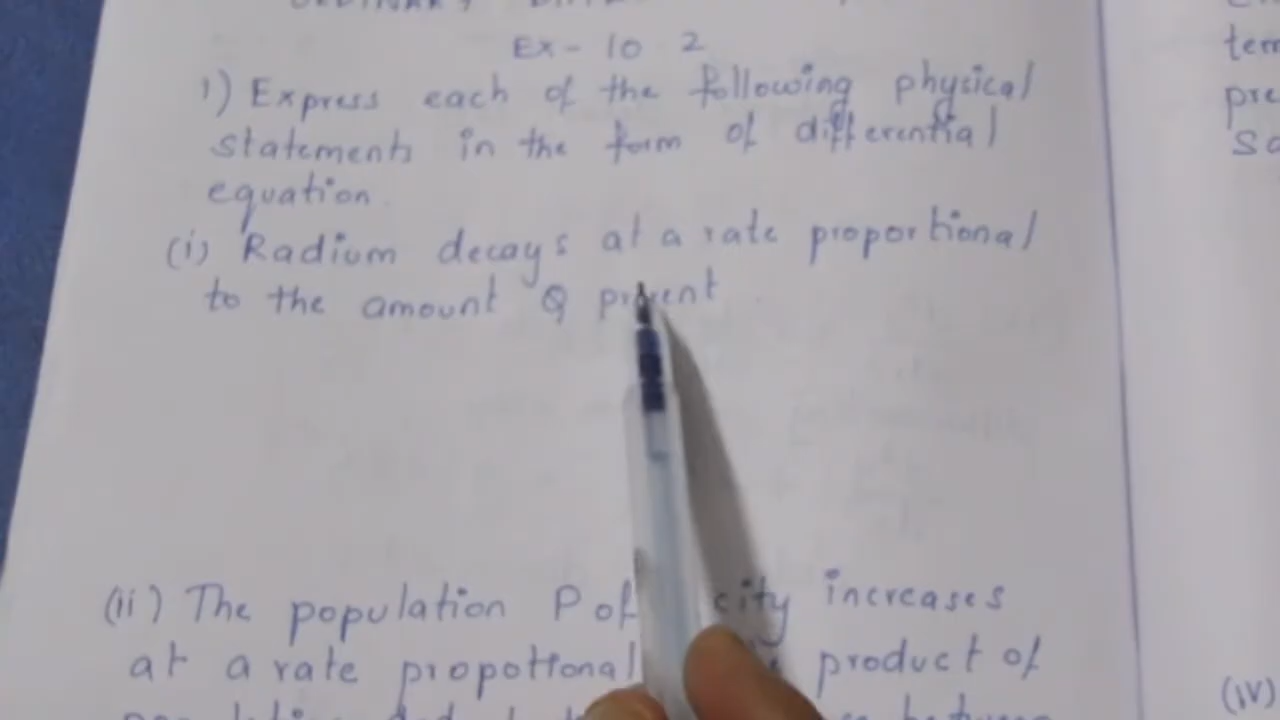 Ex - 10 2
1) Express each of the following physical
statements in the form of differential
equation.
(i) Radium decays at a rate proportional
to the amount Q present
(ii) The population P of city increases
at a rate propotional product of
(iv)